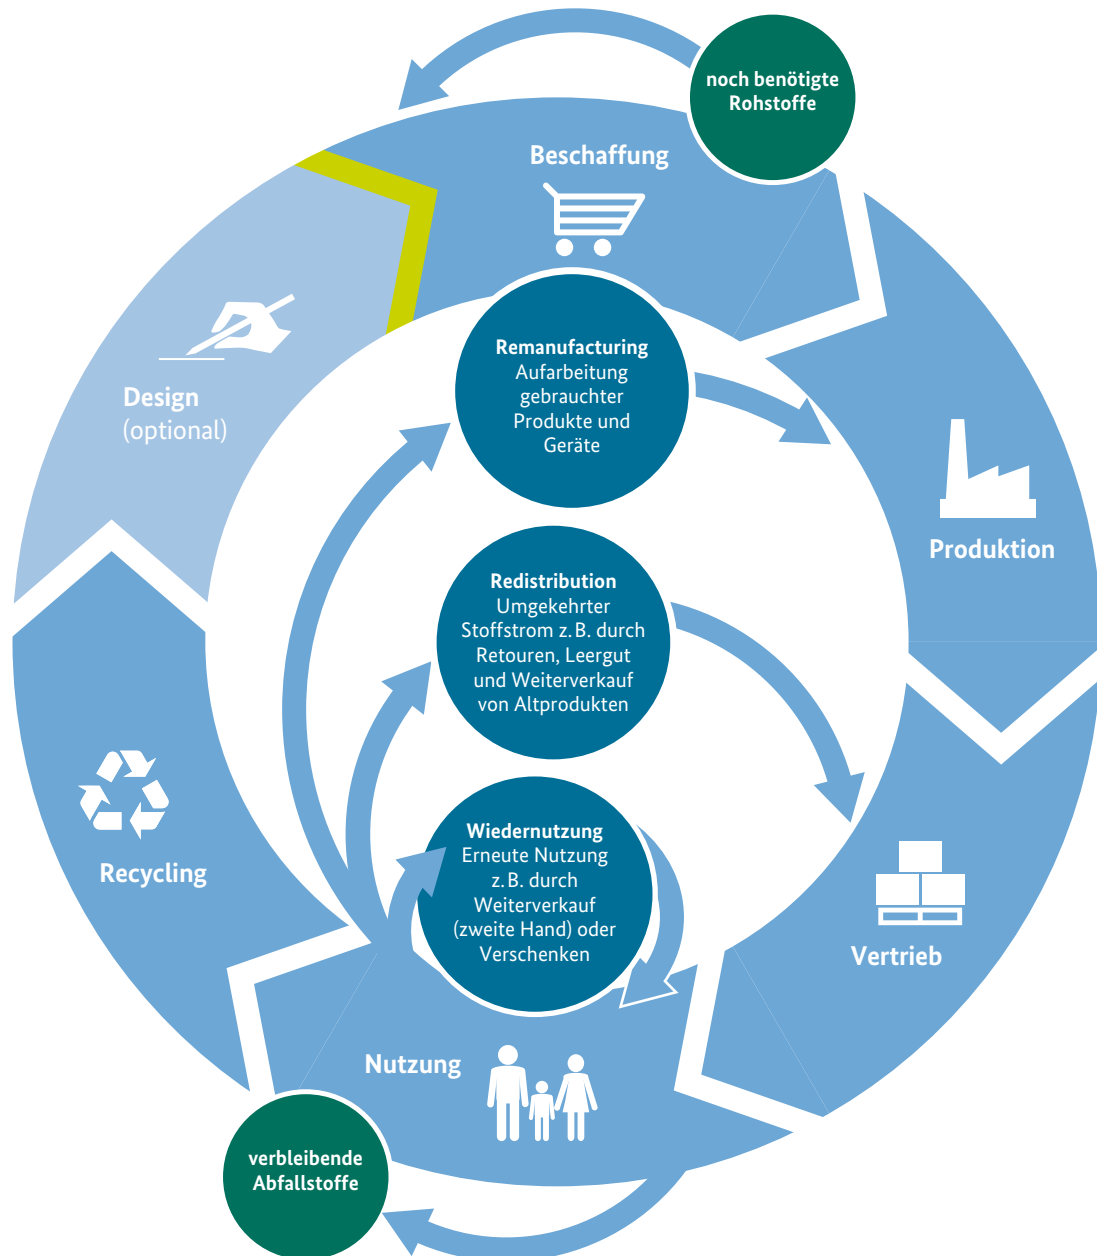 noch benötigte
Rohstoffe
Beschaffung
Remanufacturing
Aufarbeitung
gebrauchter
Produkte und
Geräte
Design
(optional)
Produktion
Redistribution
Umgekehrter
Stoffstrom z. B. durch
Retouren, Leergut
und Weiterverkauf
von Altprodukten
Wiedernutzung
Erneute Nutzung
z. B. durch
Weiterverkauf
(zweite Hand) oder
Verschenken
Recycling
Vertrieb
Nutzung
verbleibende
Abfallstoffe